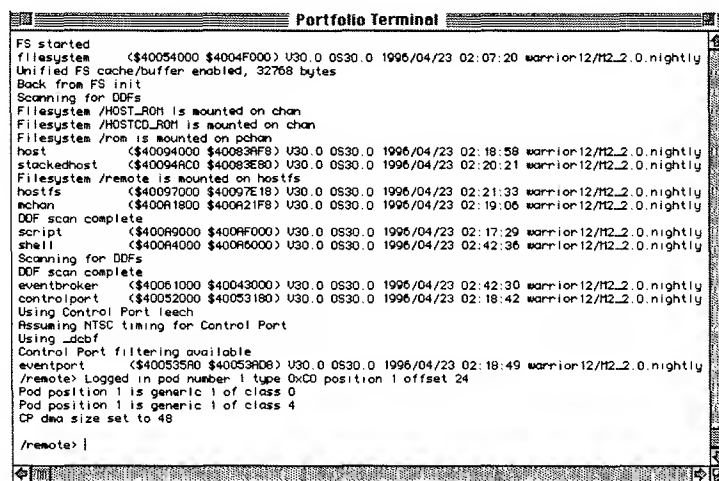 Portfolio Terminal
FS started
filesystem ($40054000 $4004F000) V30.0 OS30.0 1996/04/23 02:07:20 warrior12/M2_2.0.nightly
Unified FS cache/buffer enabled, 32768 bytes
Back from FS init
Scanning for DDFs
Filesystem /HOST_ROM is mounted on chan
Filesystem /HOSTCD_ROM is mounted on chan
Filesystem /rom is mounted on pchan
host ($40094000 $40083AF8) V30.0 OS30.0 1996/04/23 02:18:58 warrior12/M2_2.0.nightly
stackedhost ($40094AC0 $40083E80) V30.0 OS30.0 1996/04/23 02:20:21 warrior12/M2_2.0.nightly
Filesystem /remote is mounted on hostfs
hostfs ($40097000 $40097E18) V30.0 OS30.0 1996/04/23 02:21:33 warrior12/M2_2.0.nightly
mchan ($400A1800 $400A21F8) V30.0 OS30.0 1996/04/23 02:19:06 warrior12/M2_2.0.nightly
DDF scan complete
script ($400A9000 $400AF000) V30.0 OS30.0 1996/04/23 02:17:29 warrior12/M2_2.0.nightly
shell ($400A4000 $400A6000) V30.0 OS30.0 1996/04/23 02:42:36 warrior12/M2_2.0.nightly
Scanning for DDFs
DDF scan complete
eventbroker ($40061000 $40043000) V30.0 OS30.0 1996/04/23 02:42:30 warrior12/M2_2.0.nightly
controlport ($40052000 $40053180) V30.0 OS30.0 1996/04/23 02:18:42 warrior12/M2_2.0.nightly
Using Control Port leech
Assuming NTSC timing for Control Port
Using _dcbf
Control Port filtering available
eventport ($400535A0 $40053AD8) V30.0 OS30.0 1996/04/23 02:18:49 warrior12/M2_2.0.nightly
/remote> Logged in pod number 1 type 0xC0 position 1 offset 24
Pod position 1 is generic 1 of class 0
Pod position 1 is generic 1 of class 4
CP dma size set to 48
/remote>